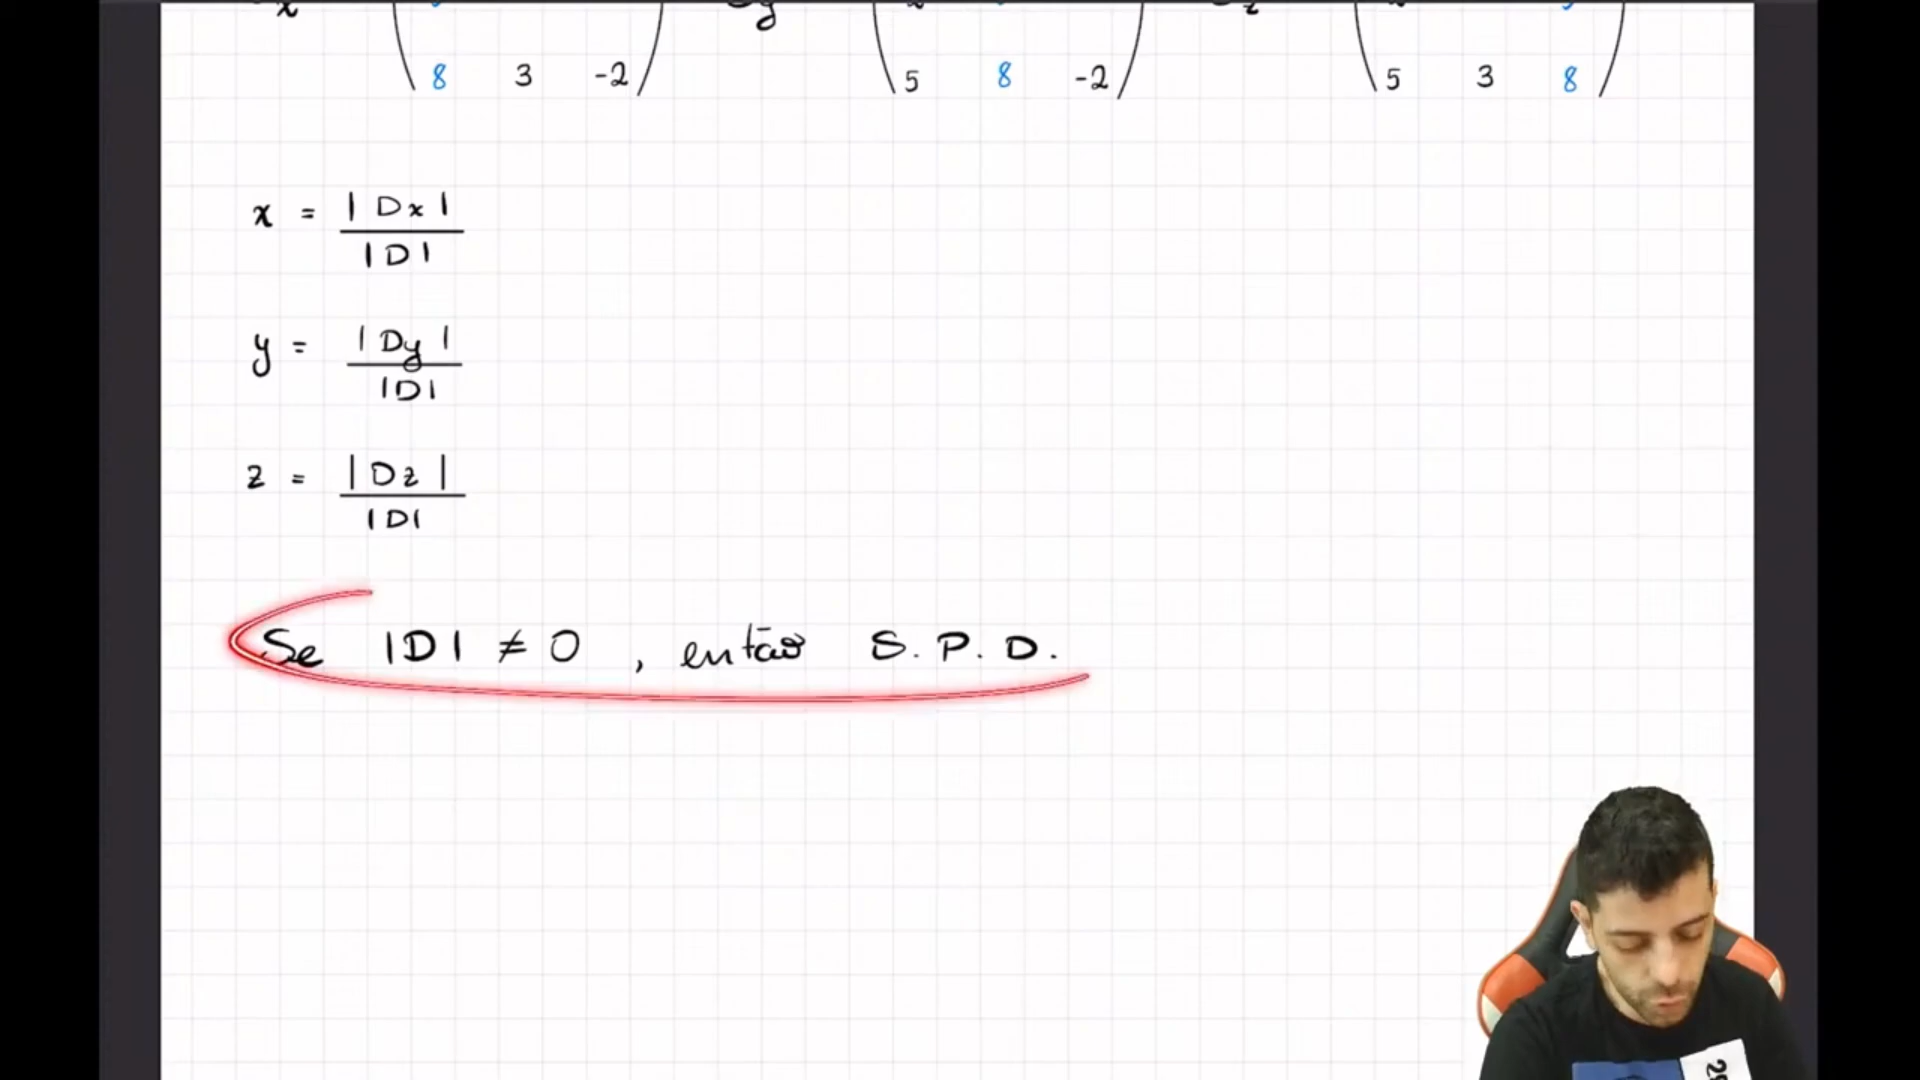 8 3 -2 5 8 -2 5 3 8
x = |Dx| / |D|
y = |Dy| / |D|
z = |Dz| / |D|
Se |D| ≠ 0 , então S. P. D.